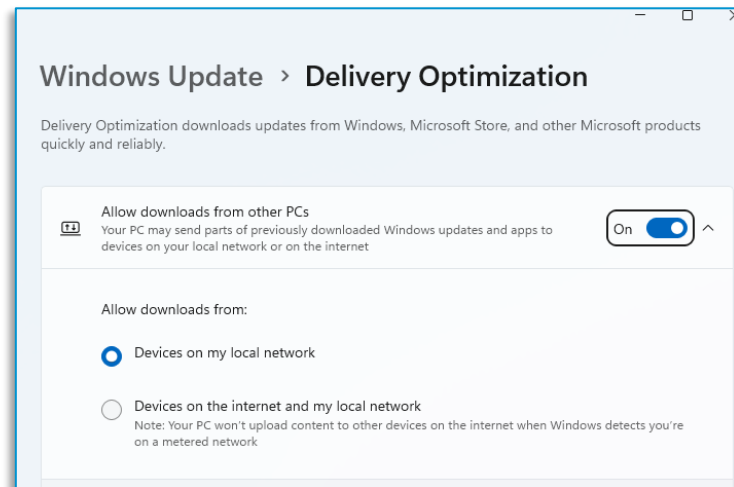 Windows Update > Delivery Optimization
Delivery Optimization downloads updates from Windows, Microsoft Store, and other Microsoft products
quickly and reliably.
Allow downloads from other PCs
Your PC may send parts of previously downloaded Windows updates and apps to
devices on your local network or on the internet
On
Allow downloads from:
Devices on my local network
Devices on the internet and my local network
Note: Your PC won't upload content to other devices on the internet when Windows detects you're
on a metered network